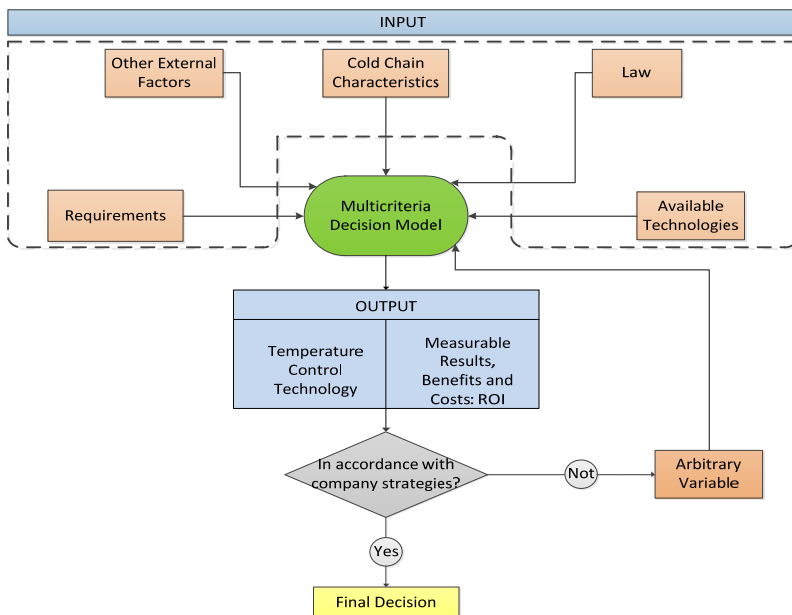 INPUT
Other External
Factors
Cold Chain
Characteristics
Law
Requirements
Multicriteria
Decision Model
Available
Technologies
OUTPUT
Temperature
Control
Technology
Measurable
Results,
Benefits and
Costs: ROI
In accordance with
company strategies?
Not
Arbitrary
Variable
Yes
Final Decision